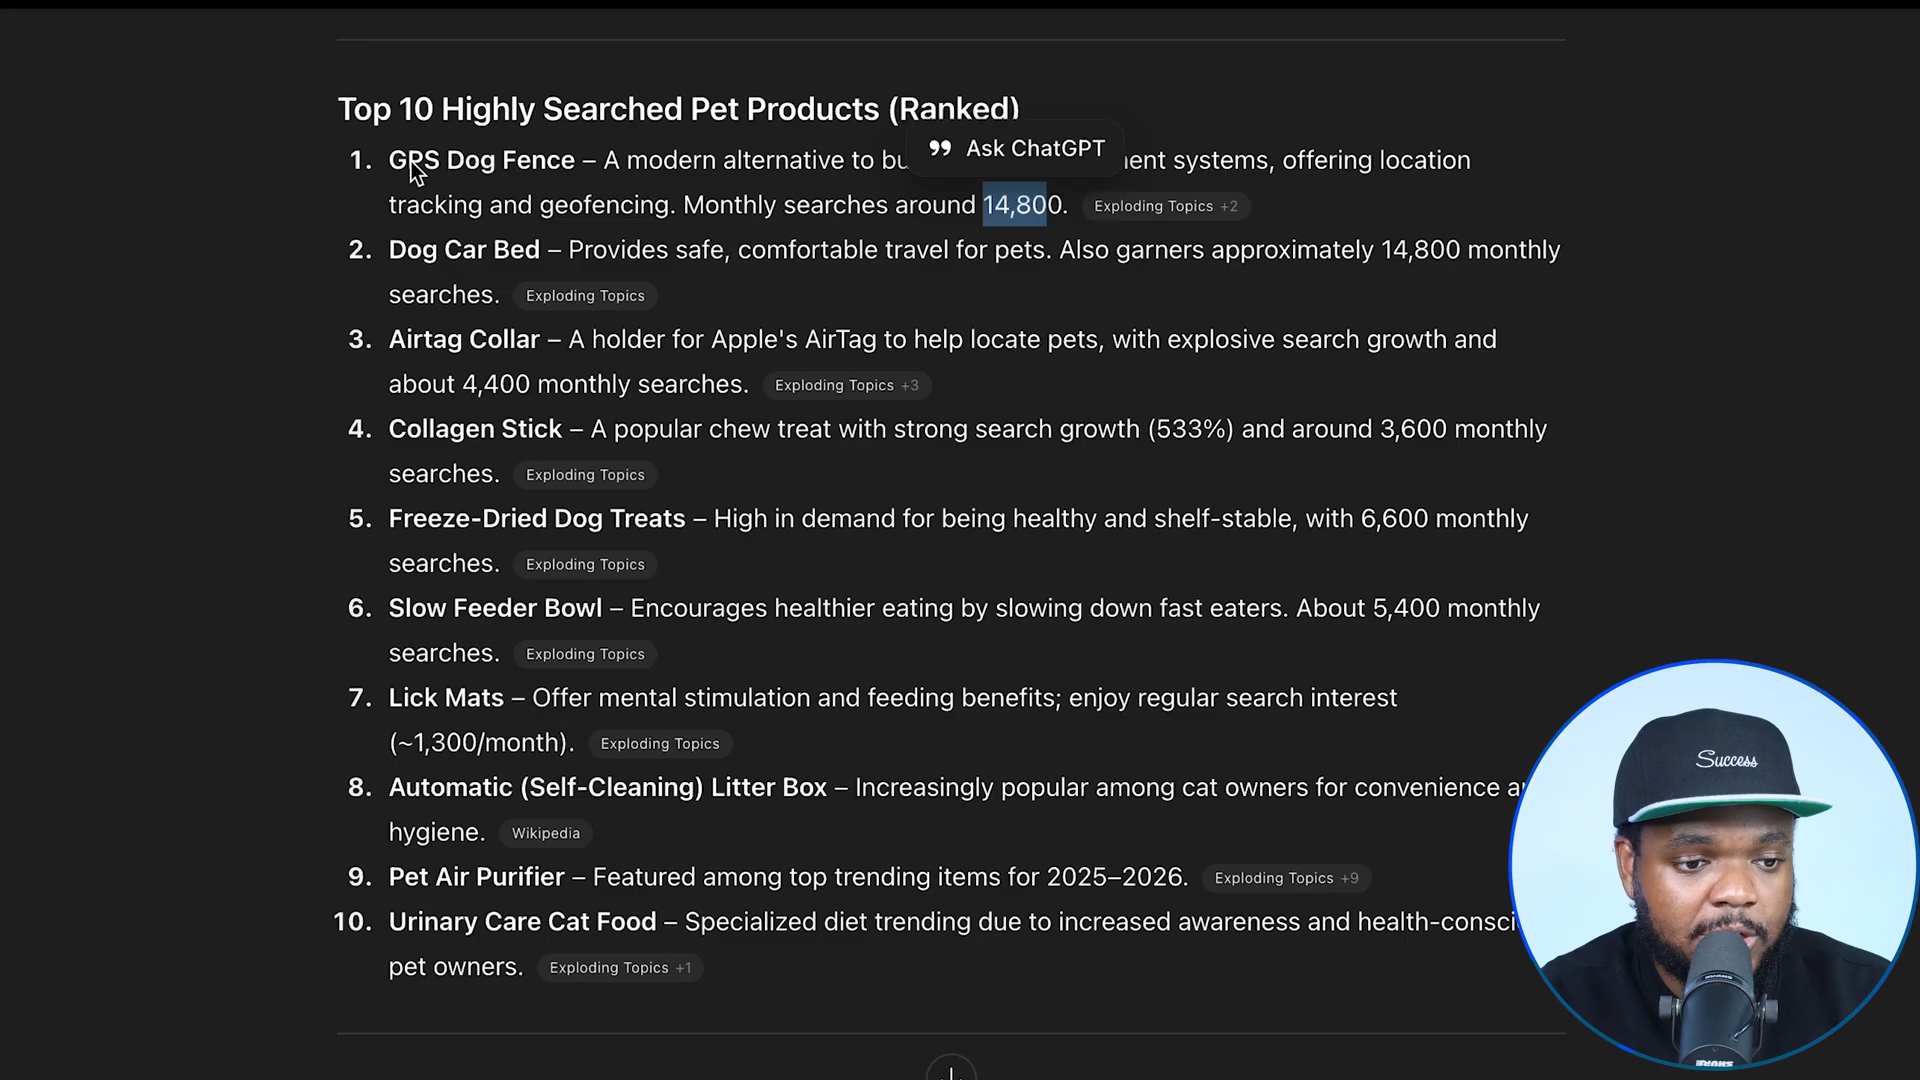 Top 10 Highly Searched Pet Products (Ranked)
Ask ChatGPT
1. GPS Dog Fence – A modern alternative to bu ent systems, offering location
tracking and geofencing. Monthly searches around 14,800. Exploding Topics +2
2. Dog Car Bed – Provides safe, comfortable travel for pets. Also garners approximately 14,800 monthly
searches. Exploding Topics
3. Airtag Collar – A holder for Apple's AirTag to help locate pets, with explosive search growth and
about 4,400 monthly searches. Exploding Topics +3
4. Collagen Stick – A popular chew treat with strong search growth (533%) and around 3,600 monthly
searches. Exploding Topics
5. Freeze-Dried Dog Treats – High in demand for being healthy and shelf-stable, with 6,600 monthly
searches. Exploding Topics
6. Slow Feeder Bowl – Encourages healthier eating by slowing down fast eaters. About 5,400 monthly
searches. Exploding Topics
7. Lick Mats – Offer mental stimulation and feeding benefits; enjoy regular search interest
(~1,300/month). Exploding Topics
8. Automatic (Self-Cleaning) Litter Box – Increasingly popular among cat owners for convenience a
hygiene. Wikipedia
9. Pet Air Purifier – Featured among top trending items for 2025–2026. Exploding Topics +9
10. Urinary Care Cat Food – Specialized diet trending due to increased awareness and health-consci
pet owners. Exploding Topics +1
Success